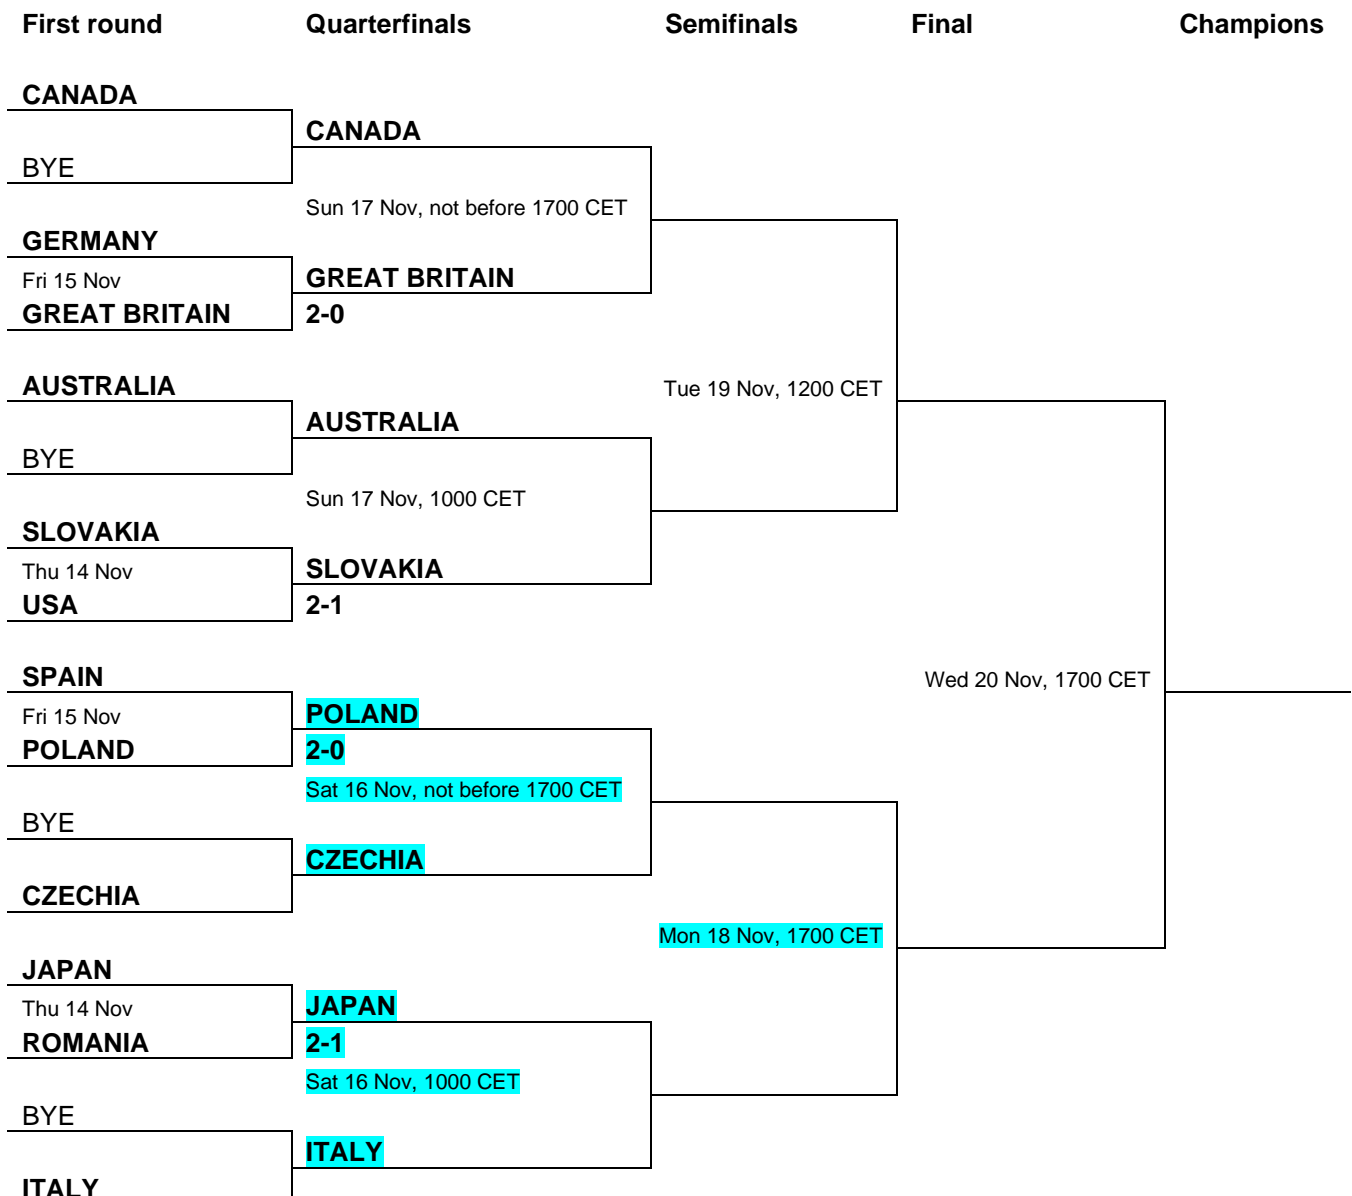 First round Quarterfinals Semifinals Final Champions
CANADA
CANADA
BYE
Sun 17 Nov, not before 1700 CET
GERMANY
Fri 15 Nov
GREAT BRITAIN
GREAT BRITAIN
2-0
AUSTRALIA
Tue 19 Nov, 1200 CET
AUSTRALIA
BYE
Sun 17 Nov, 1000 CET
SLOVAKIA
Thu 14 Nov
SLOVAKIA
USA
2-1
SPAIN
Wed 20 Nov, 1700 CET
Fri 15 Nov
POLAND
POLAND
2-0
Sat 16 Nov, not before 1700 CET
BYE
CZECHIA
CZECHIA
Mon 18 Nov, 1700 CET
JAPAN
Thu 14 Nov
JAPAN
ROMANIA
2-1
Sat 16 Nov, 1000 CET
BYE
ITALY
ITALY